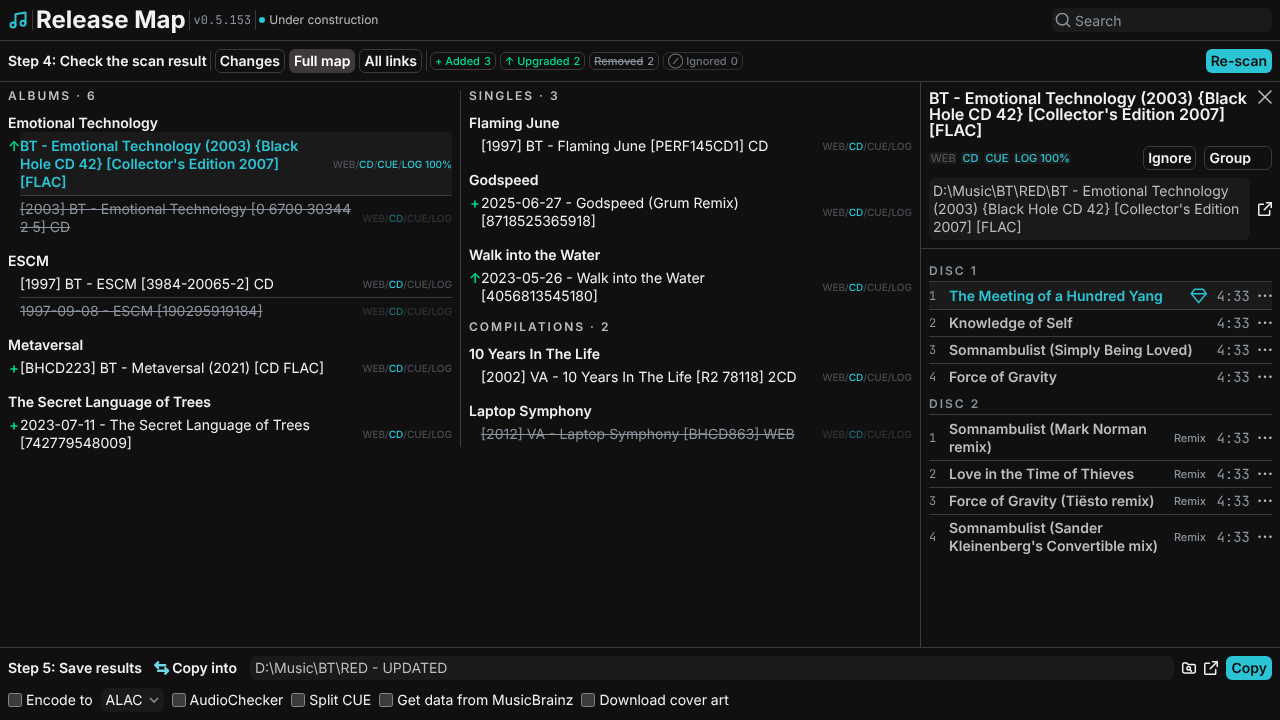 Release Map v0.5.153 Under construction Search
Step 4: Check the scan result Changes Full map All links + Added 3 ↑ Upgraded 2 Removed 2 Ignored 0 Re-scan
ALBUMS · 6
Emotional Technology
↑ BT - Emotional Technology (2003) {Black
Hole CD 42} [Collector's Edition 2007]
[FLAC]
WEB/CD/CUE/LOG 100%
[2003] BT - Emotional Technology [0 6700 30344
2 5] CD
WEB/CD/CUE/LOG
ESCM
[1997] BT - ESCM [3984-20065-2] CD WEB/CD/CUE/LOG
1997-09-08 - ESCM [190295919184] WEB/CD/CUE/LOG
Metaversal
+ [BHCD223] BT - Metaversal (2021) [CD FLAC] WEB/CD/CUE/LOG
The Secret Language of Trees
+ 2023-07-11 - The Secret Language of Trees
[742779548009]
WEB/CD/CUE/LOG
SINGLES · 3
Flaming June
[1997] BT - Flaming June [PERF145CD1] CD WEB/CD/CUE/LOG
Godspeed
+ 2025-06-27 - Godspeed (Grum Remix)
[8718525365918]
WEB/CD/CUE/LOG
Walk into the Water
↑ 2023-05-26 - Walk into the Water
[4056813545180]
WEB/CD/CUE/LOG
COMPILATIONS · 2
10 Years In The Life
[2002] VA - 10 Years In The Life [R2 78118] 2CD WEB/CD/CUE/LOG
Laptop Symphony
[2012] VA - Laptop Symphony [BHCD863] WEB WEB/CD/CUE/LOG
BT - Emotional Technology (2003) {Black
Hole CD 42} [Collector's Edition 2007]
[FLAC]
WEB CD CUE LOG 100% Ignore Group
D:\Music\BT\RED\BT - Emotional Technology
(2003) {Black Hole CD 42} [Collector's Edition
2007] [FLAC]
DISC 1
1 The Meeting of a Hundred Yang 4:33 ···
2 Knowledge of Self 4:33 ···
3 Somnambulist (Simply Being Loved) 4:33 ···
4 Force of Gravity 4:33 ···
DISC 2
1 Somnambulist (Mark Norman
remix)
Remix 4:33 ···
2 Love in the Time of Thieves Remix 4:33 ···
3 Force of Gravity (Tiësto remix) Remix 4:33 ···
4 Somnambulist (Sander
Kleinenberg's Convertible mix)
Remix 4:33 ···
Step 5: Save results Copy into D:\Music\BT\RED - UPDATED Copy
Encode to ALAC AudioChecker Split CUE Get data from MusicBrainz Download cover art